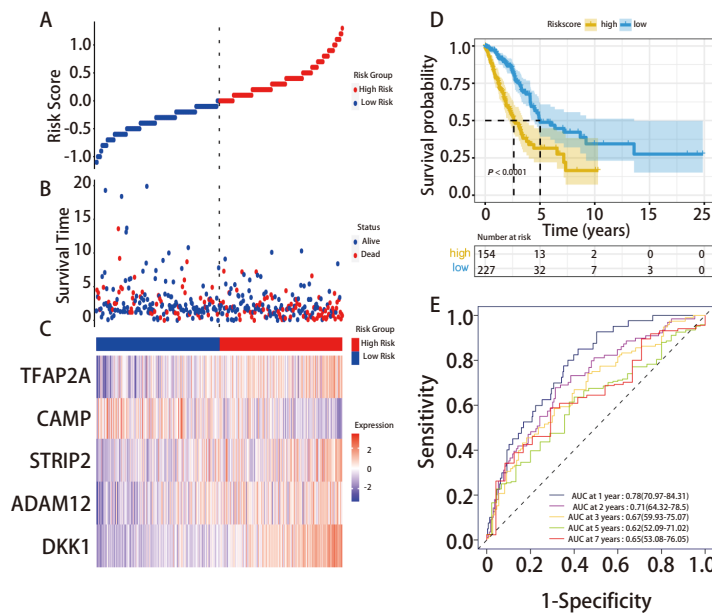 A
Risk Score
1.0
0.5
0.0
-0.5
-1.0
Risk Group
High Risk
Low Risk
B
Survival Time
20
15
10
5
0
Status
Alive
Dead
C
Risk Group
High Risk
Low Risk
TFAP2A
CAMP
STRIP2
ADAM12
DKK1
Expression
2
0
-2
D
Riskscore high low
Survival probability
1.00
0.75
0.5
0.25
0.0
P < 0.0001
0 5 10 15 25
Time (years)
Number at risk
high 154 13 2 0 0
low 227 32 7 3 0
E
Sensitivity
1.0
0.8
0.6
0.4
0.2
0.0
AUC at 1 year : 0.78(70.97-84.31)
AUC at 2 years : 0.71(64.32-78.5)
AUC at 3 years : 0.67(59.93-75.07)
AUC at 5 years : 0.62(52.09-71.02)
AUC at 7 years : 0.65(53.08-76.05)
0.0 0.2 0.4 0.6 0.8 1.0
1-Specificity